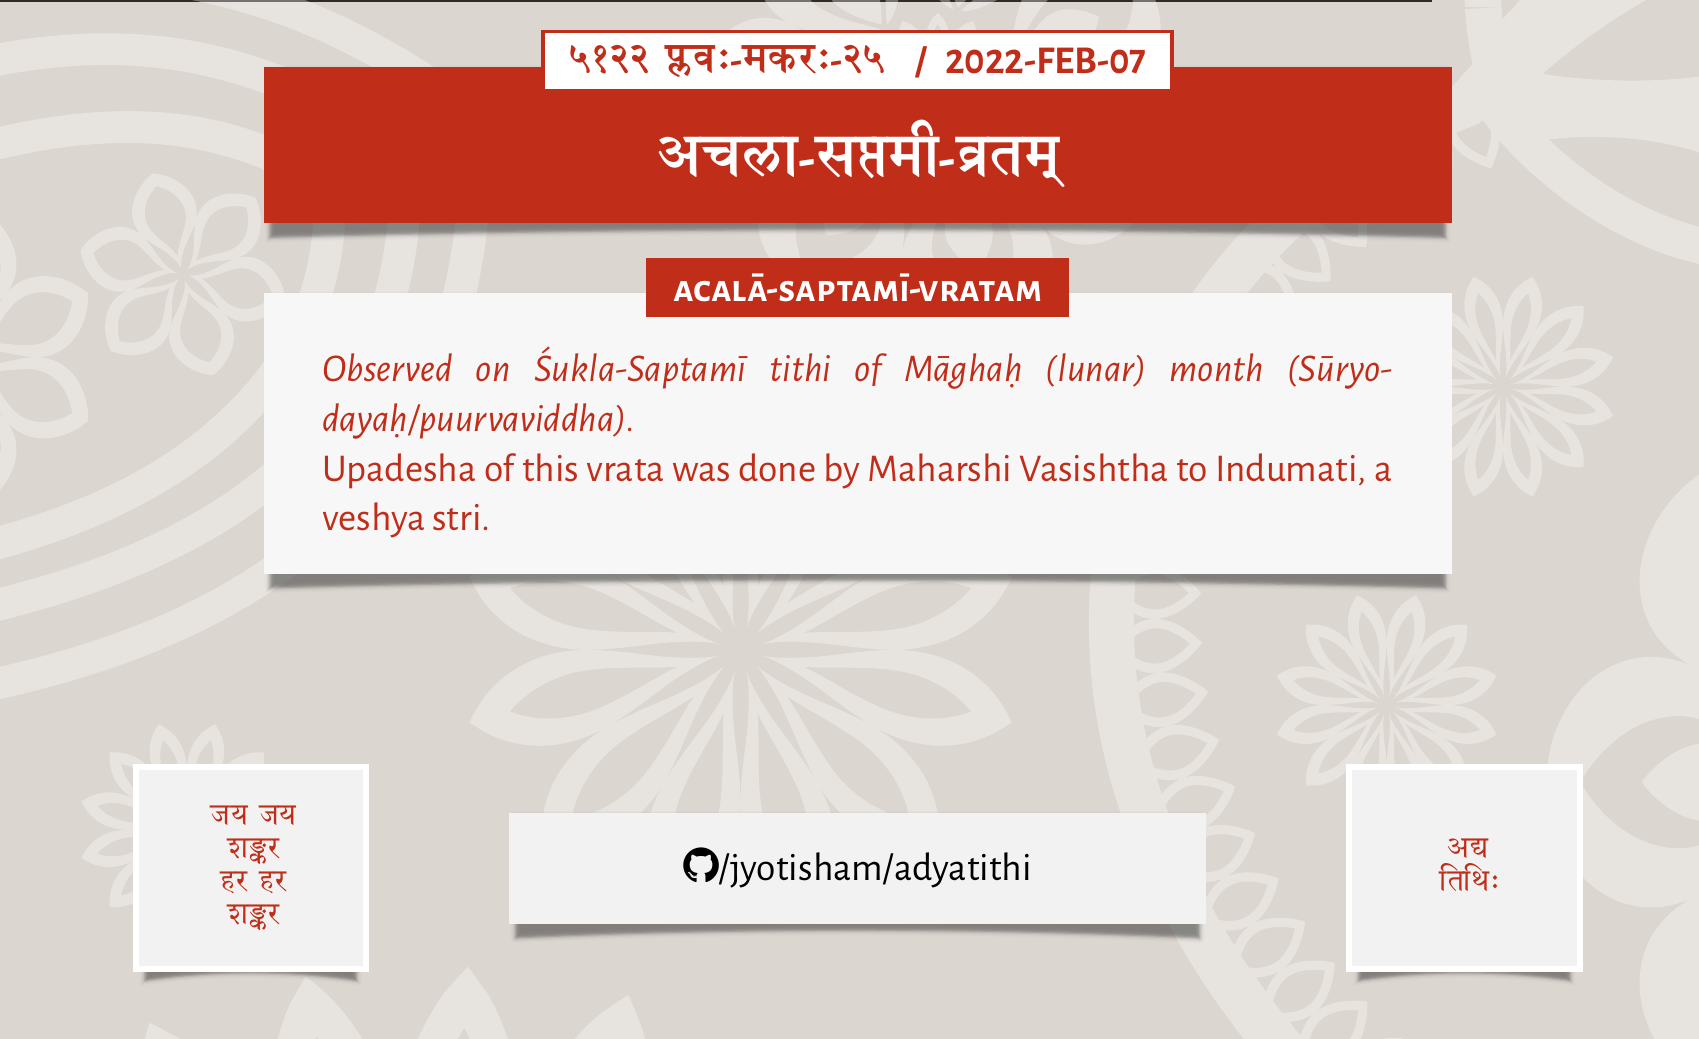 ५१२२ प्लवः-मकरः-२५ / 2022-FEB-07
अचला-सप्तमी-व्रतम्
ACALĀ-SAPTAMĪ-VRATAM
Observed on Śukla-Saptamī tithi of Māghaḥ (lunar) month (Sūryo-
dayaḥ/puurvaviddha).
Upadesha of this vrata was done by Maharshi Vasishtha to Indumati, a
veshya stri.
जय जय
शङ्कर
हर हर
शङ्कर
/jyotisham/adyatithi
अद्य
तिथिः